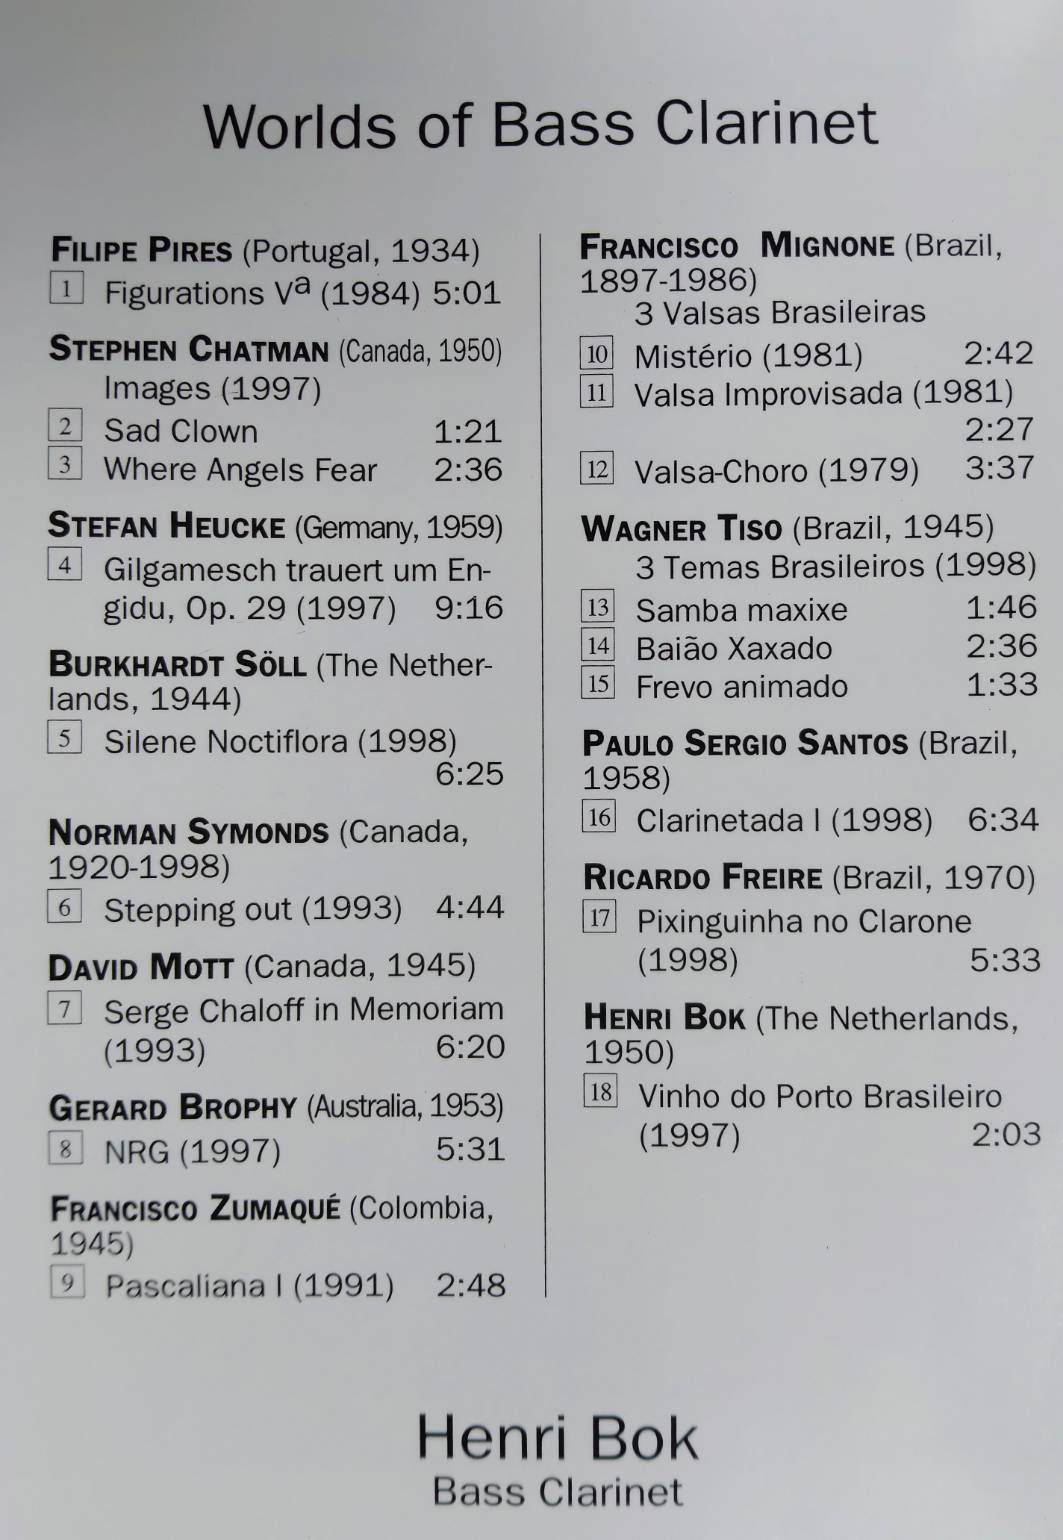 Worlds of Bass Clarinet
FILIPE PIRES (Portugal, 1934)
1 Figurations Vª (1984) 5:01
STEPHEN CHATMAN (Canada, 1950)
Images (1997)
2 Sad Clown 1:21
3 Where Angels Fear 2:36
STEFAN HEUCKE (Germany, 1959)
4 Gilgamesch trauert um En-
gidu, Op. 29 (1997) 9:16
BURKHARDT SÖLL (The Nether-
lands, 1944)
5 Silene Noctiflora (1998)
6:25
NORMAN SYMONDS (Canada,
1920-1998)
6 Stepping out (1993) 4:44
DAVID MOTT (Canada, 1945)
7 Serge Chaloff in Memoriam
(1993) 6:20
GERARD BROPHY (Australia, 1953)
8 NRG (1997) 5:31
FRANCISCO ZUMAQUÉ (Colombia,
1945)
9 Pascaliana I (1991) 2:48
FRANCISCO MIGNONE (Brazil,
1897-1986)
3 Valsas Brasileiras
10 Mistério (1981) 2:42
11 Valsa Improvisada (1981)
2:27
12 Valsa-Choro (1979) 3:37
WAGNER TISO (Brazil, 1945)
3 Temas Brasileiros (1998)
13 Samba maxixe 1:46
14 Baião Xaxado 2:36
15 Frevo animado 1:33
PAULO SERGIO SANTOS (Brazil,
1958)
16 Clarinetada I (1998) 6:34
RICARDO FREIRE (Brazil, 1970)
17 Pixinguinha no Clarone
(1998) 5:33
HENRI BOK (The Netherlands,
1950)
18 Vinho do Porto Brasileiro
(1997) 2:03
Henri Bok
Bass Clarinet